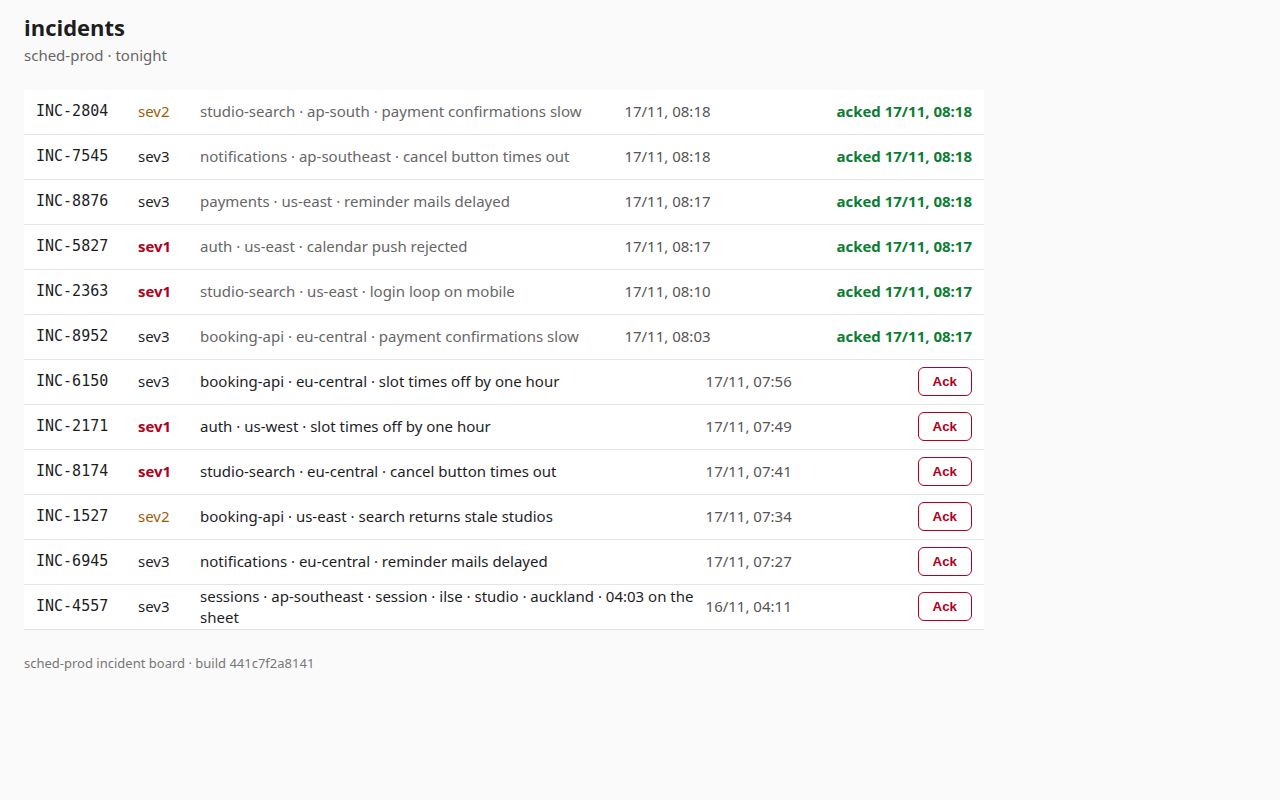 incidents
sched-prod · tonight
INC-2804 sev2 studio-search · ap-south · payment confirmations slow 17/11, 08:18 acked 17/11, 08:18
INC-7545 sev3 notifications · ap-southeast · cancel button times out 17/11, 08:18 acked 17/11, 08:18
INC-8876 sev3 payments · us-east · reminder mails delayed 17/11, 08:17 acked 17/11, 08:18
INC-5827 sev1 auth · us-east · calendar push rejected 17/11, 08:17 acked 17/11, 08:17
INC-2363 sev1 studio-search · us-east · login loop on mobile 17/11, 08:10 acked 17/11, 08:17
INC-8952 sev3 booking-api · eu-central · payment confirmations slow 17/11, 08:03 acked 17/11, 08:17
INC-6150 sev3 booking-api · eu-central · slot times off by one hour 17/11, 07:56 Ack
INC-2171 sev1 auth · us-west · slot times off by one hour 17/11, 07:49 Ack
INC-8174 sev1 studio-search · eu-central · cancel button times out 17/11, 07:41 Ack
INC-1527 sev2 booking-api · us-east · search returns stale studios 17/11, 07:34 Ack
INC-6945 sev3 notifications · eu-central · reminder mails delayed 17/11, 07:27 Ack
INC-4557 sev3 sessions · ap-southeast · session · ilse · studio · auckland · 04:03 on the 16/11, 04:11 Ack
sheet
sched-prod incident board · build 441c7f2a8141